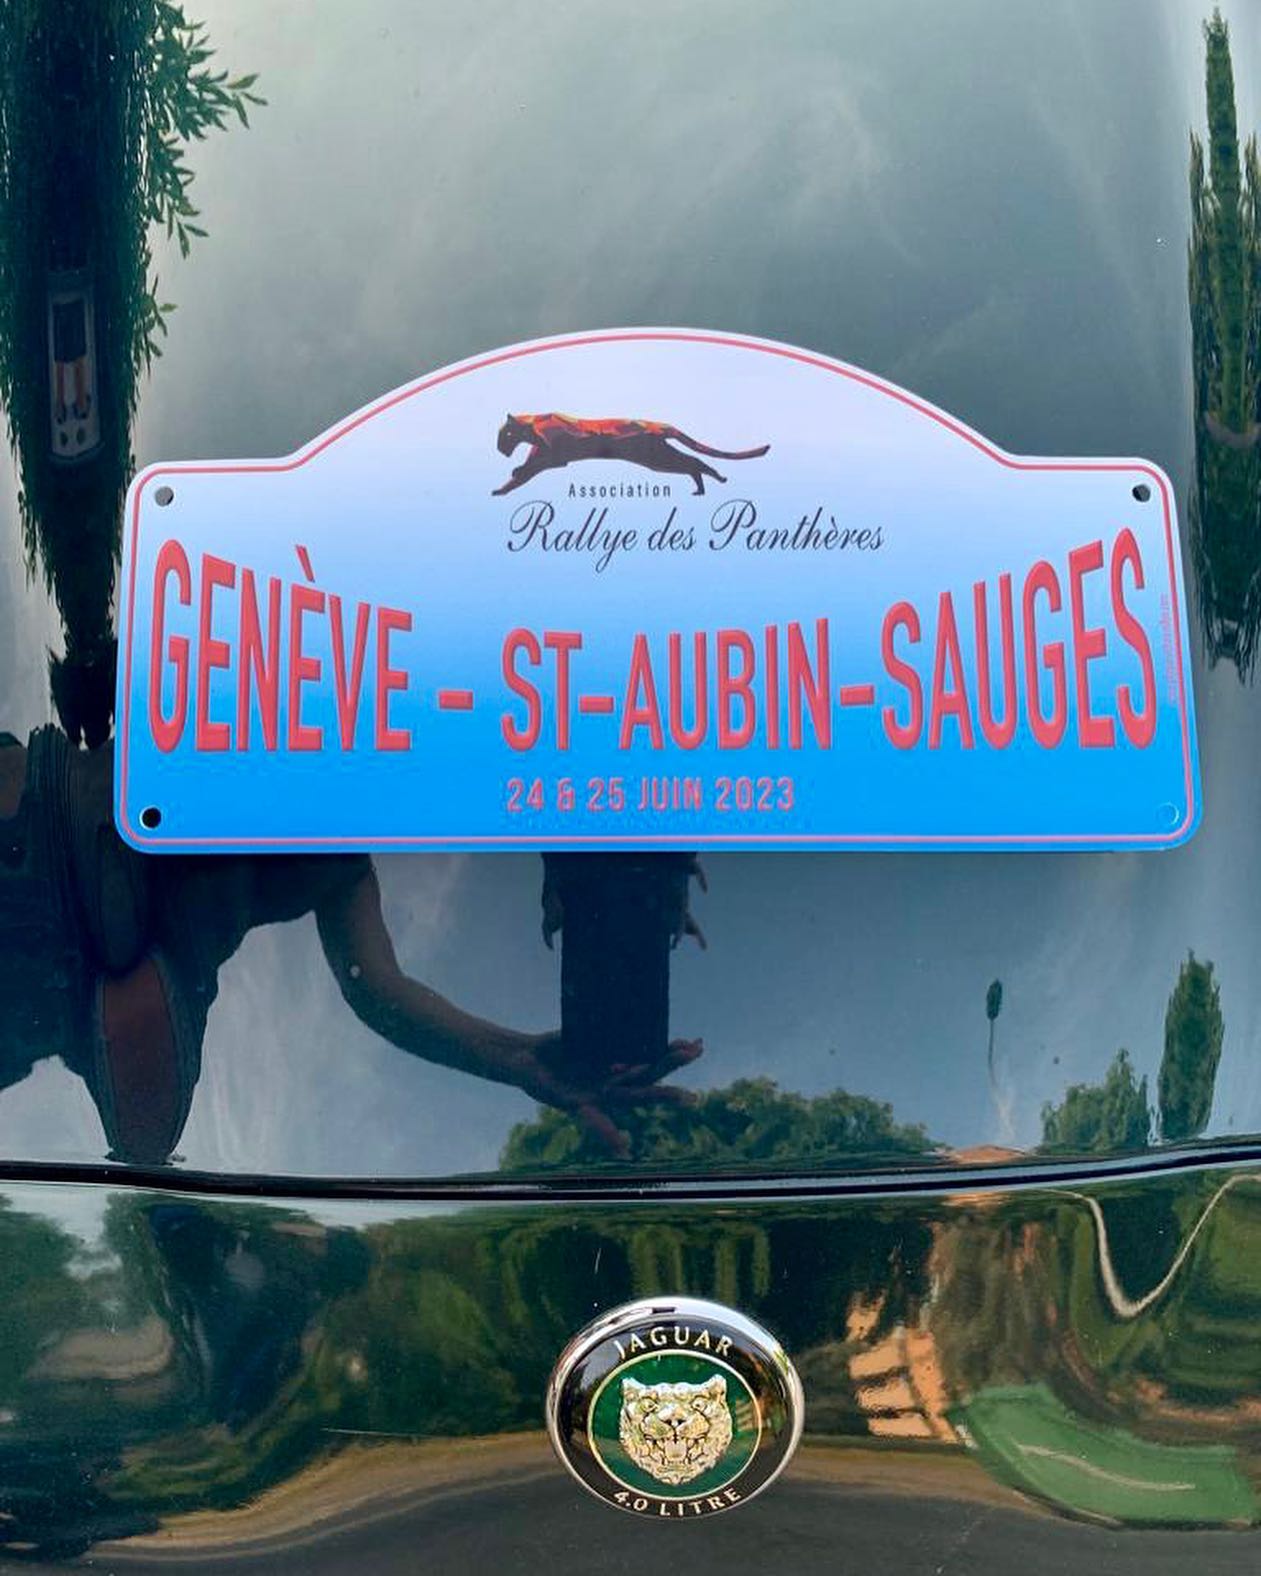 Association
Rallye des Panthères
GENÈVE - ST-AUBIN-SAUGES
24 & 25 JUIN 2023
JAGUAR
4.0 LITRE